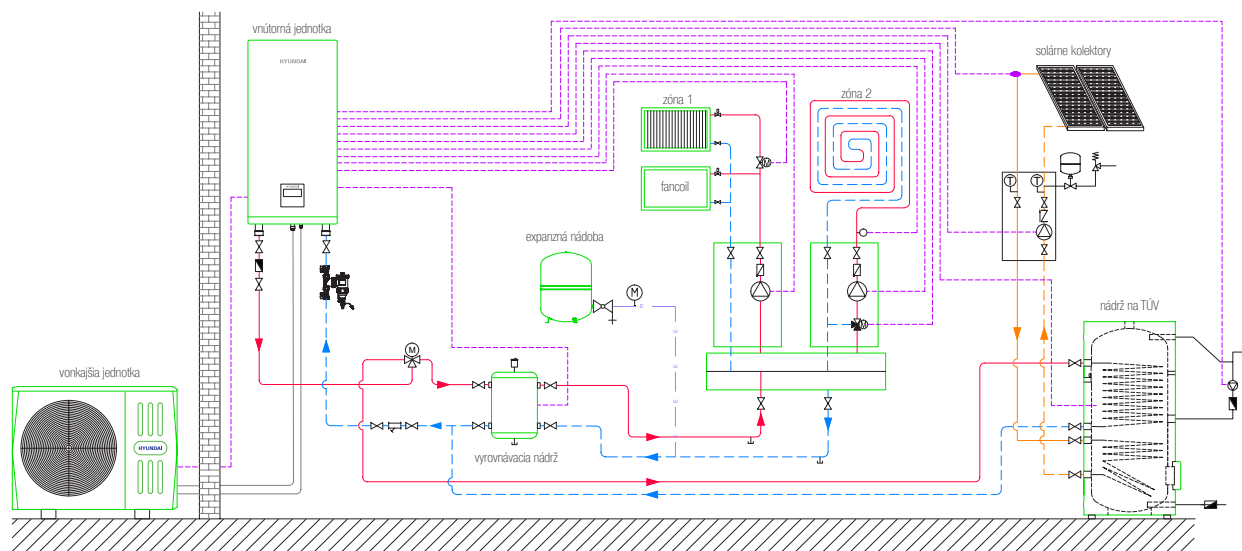 vnútorná jednotka
HYUNDAI
solárne kolektory
zóna 1
zóna 2
fancoil
T
T
M
M
expanzná nádoba
M
nádrž na TÚV
M
M
vonkajšia jednotka
HYUNDAI
vyrovnávacia nádrž